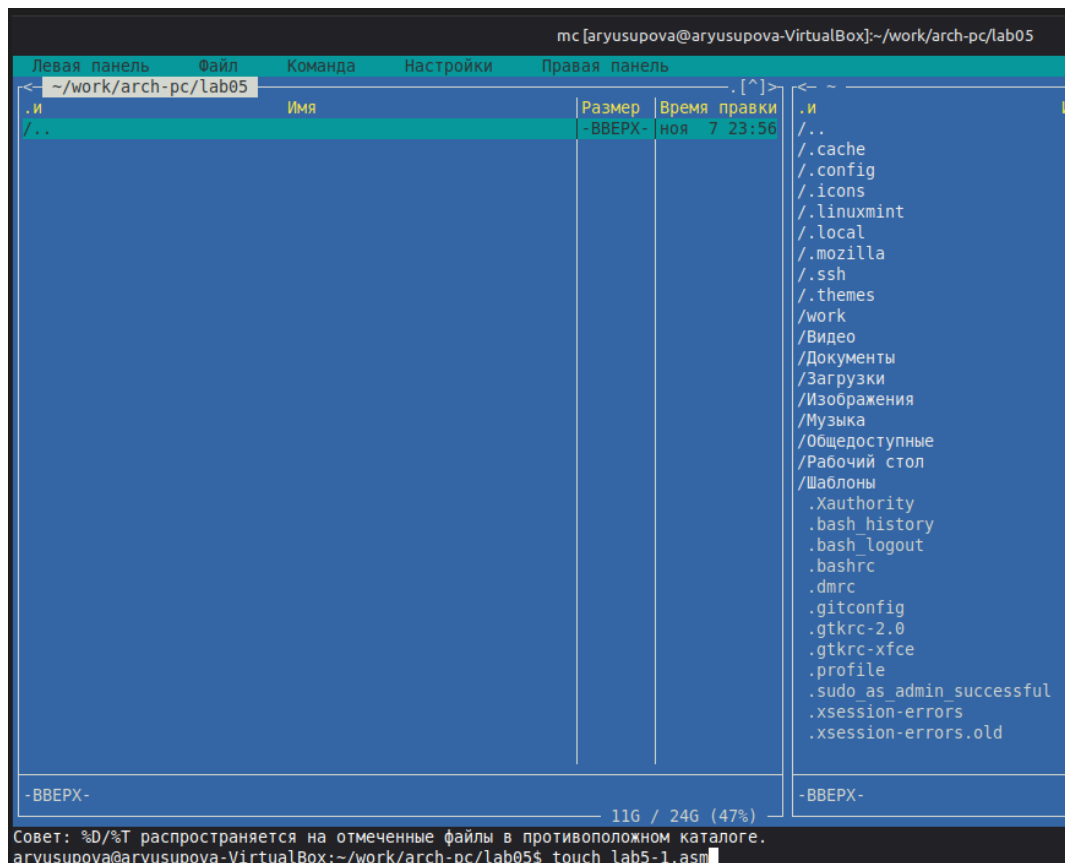 mc [aryusupova@aryusupova-VirtualBox]:~/work/arch-pc/lab05
Левая панель Файл Команда Настройки Правая панель
<- ~/work/arch-pc/lab05 .[^]>
.и Имя Размер Время правки
/.. -ВВЕРХ- ноя 7 23:56
-ВВЕРХ-
11G / 24G (47%)
<- ~
.и
/..
/.cache
/.config
/.icons
/.linuxmint
/.local
/.mozilla
/.ssh
/.themes
/work
/Видео
/Документы
/Загрузки
/Изображения
/Музыка
/Общедоступные
/Рабочий стол
/Шаблоны
.Xauthority
.bash_history
.bash_logout
.bashrc
.dmrc
.gitconfig
.gtkrc-2.0
.gtkrc-xfce
.profile
.sudo_as_admin_successful
.xsession-errors
.xsession-errors.old
-ВВЕРХ-
Совет: %D/%T распространяется на отмеченные файлы в противоположном каталоге.
aryusupova@aryusupova-VirtualBox:~/work/arch-pc/lab05$ touch lab5-1.asm